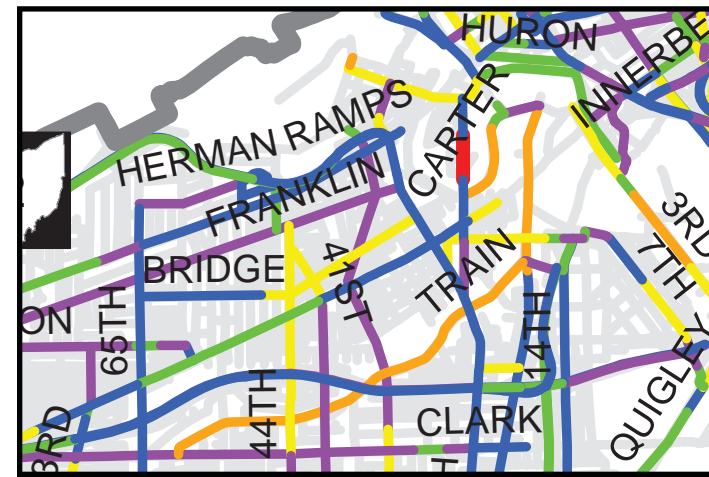 HURON
INNERBE
CARTER
HERMAN RAMPS
FRANKLIN
3RD
7TH
41ST
BRIDGE
TRAIN
ON
65TH
14TH
QUIGLEY
44TH
CLARK
3RD
H